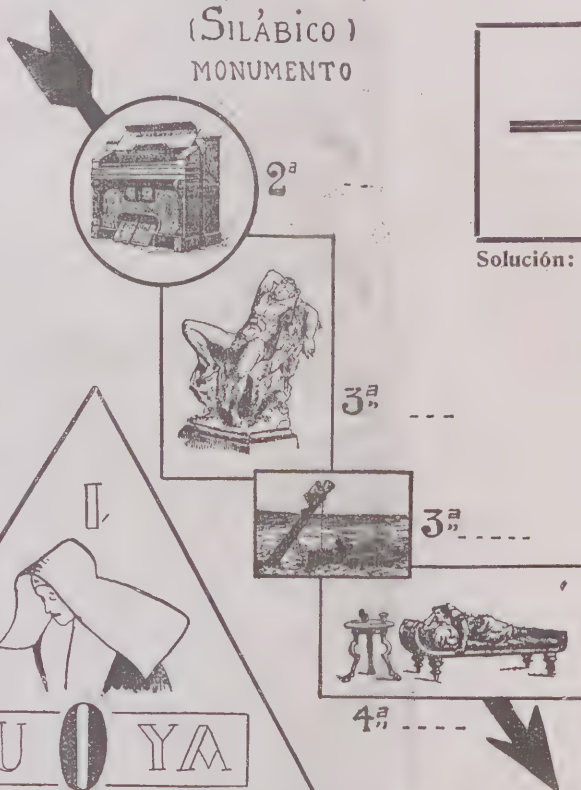 (SILÁBICO)
MONUMENTO
2ª
Solución:
3ª
3ª
4ª
I,
U O YA